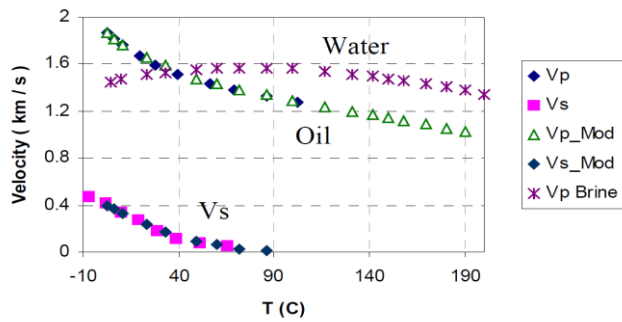 2
1.6
1.2
0.8
0.4
0
Velocity ( km / s )
Water
Oil
Vs
-10 40 90 140 190
T (C)
Vp
Vs
Vp_Mod
Vs_Mod
Vp Brine